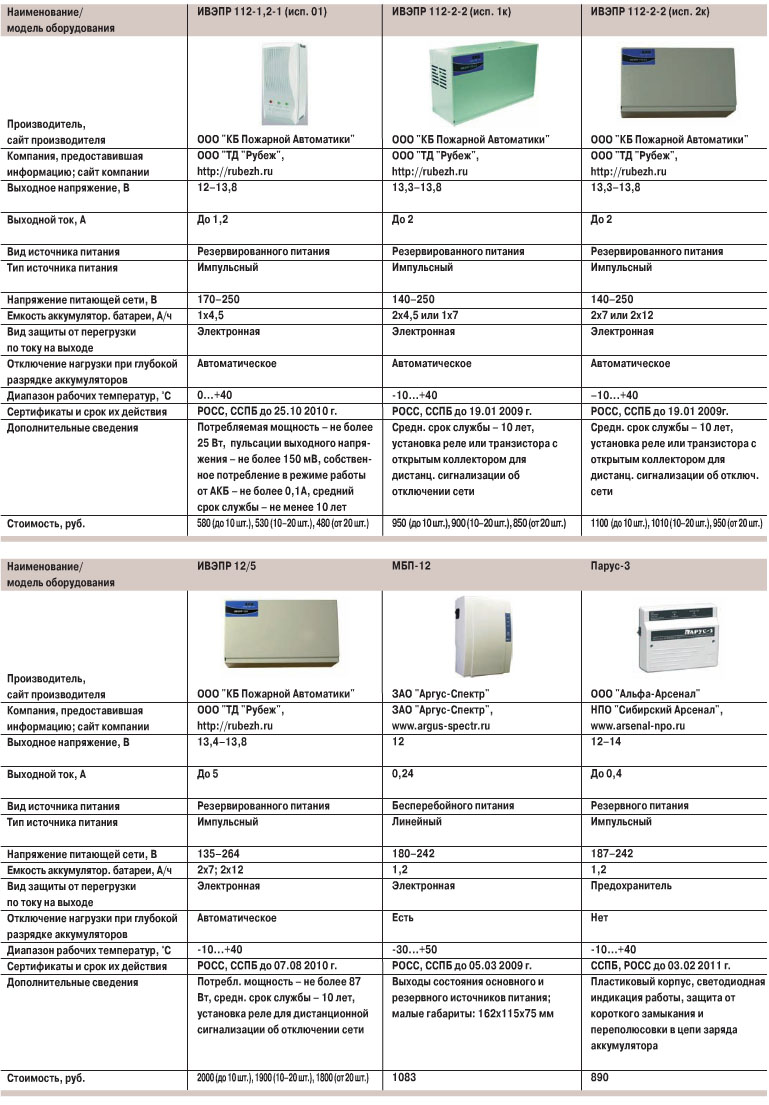 Наименование/ ИВЭПР 112-1,2-1 (исп. 01) ИВЭПР 112-2-2 (исп. 1к) ИВЭПР 112-2-2 (исп. 2к)
модель оборудования
Производитель,
сайт производителя ООО "КБ Пожарной Автоматики" ООО "КБ Пожарной Автоматики" ООО "КБ Пожарной Автоматики"
Компания, предоставившая ООО "ТД "Рубеж", ООО "ТД "Рубеж", ООО "ТД "Рубеж",
информацию; сайт компании http://rubezh.ru http://rubezh.ru http://rubezh.ru
Выходное напряжение, В 12–13,8 13,3–13,8 13,3–13,8
Выходной ток, А До 1,2 До 2 До 2
Вид источника питания Резервированного питания Резервированного питания Резервированного питания
Тип источника питания Импульсный Импульсный Импульсный
Напряжение питающей сети, В 170–250 140–250 140–250
Емкость аккумулятор. батареи, А/ч 1х4,5 2х4,5 или 1х7 2х7 или 2х12
Вид защиты от перегрузки Электронная Электронная Электронная
по току на выходе
Отключение нагрузки при глубокой Автоматическое Автоматическое Автоматическое
разрядке аккумуляторов
Диапазон рабочих температур, °С 0...+40 -10...+40 –10...+40
Сертификаты и срок их действия РОСС, ССПБ до 25.10 2010 г. РОСС, ССПБ до 19.01 2009 г. РОСС, ССПБ до 19.01 2009г.
Дополнительные сведения Потребляемая мощность – не более Средн. срок службы – 10 лет, Средн. срок службы – 10 лет,
25 Вт, пульсации выходного напря- установка реле или транзистора с установка реле или транзистора с
жения – не более 150 мВ, собствен- открытым коллектором для открытым коллектором для
ное потребление в режиме работы дистанц. сигнализации об дистанц. сигнализации об отключ.
от АКБ – не более 0,1А, средний отключении сети сети
срок службы – не менее 10 лет
Стоимость, руб. 580 (до 10 шт.), 530 (10–20 шт.), 480 (от 20 шт.) 950 (до 10 шт.), 900 (10–20 шт.), 850 (от 20 шт.) 1100 (до 10 шт.), 1010 (10–20 шт.), 950 (от 20 шт.)
Наименование/ ИВЭПР 12/5 МБП-12 Парус-3
модель оборудования
ПАРУС-3
Производитель,
сайт производителя ООО "КБ Пожарной Автоматики" ЗАО "Аргус-Спектр" ООО "Альфа-Арсенал"
Компания, предоставившая ООО "ТД "Рубеж", ЗАО "Аргус-Спектр", НПО "Сибирский Арсенал",
информацию; сайт компании http://rubezh.ru www.argus-spectr.ru www.arsenal-npo.ru
Выходное напряжение, В 13,4–13,8 12 12–14
Выходной ток, А До 5 0,24 До 0,4
Вид источника питания Резервированного питания Бесперебойного питания Резервного питания
Тип источника питания Импульсный Линейный Импульсный
Напряжение питающей сети, В 135–264 180–242 187–242
Емкость аккумулятор. батареи, А/ч 2х7; 2х12 1,2 1,2
Вид защиты от перегрузки Электронная Электронная Предохранитель
по току на выходе
Отключение нагрузки при глубокой Автоматическое Есть Нет
разрядке аккумуляторов
Диапазон рабочих температур, °С -10...+40 -30...+50 -10...+40
Сертификаты и срок их действия РОСС, ССПБ до 07.08 2010 г. РОСС, ССПБ до 05.03 2009 г. ССПБ, РОСС до 03.02 2011 г.
Дополнительные сведения Потребл. мощность – не более 87 Выходы состояния основного и Пластиковый корпус, светодиодная
Вт, средн. срок службы – 10 лет, резервного источников питания; индикация работы, защита от
установка реле для дистанционной малые габариты: 162х115х75 мм короткого замыкания и
сигнализации об отключении сети переполюсовки в цепи заряда
аккумулятора
Стоимость, руб. 2000 (до 10 шт.), 1900 (10–20 шт.), 1800 (от 20 шт.) 1083 890